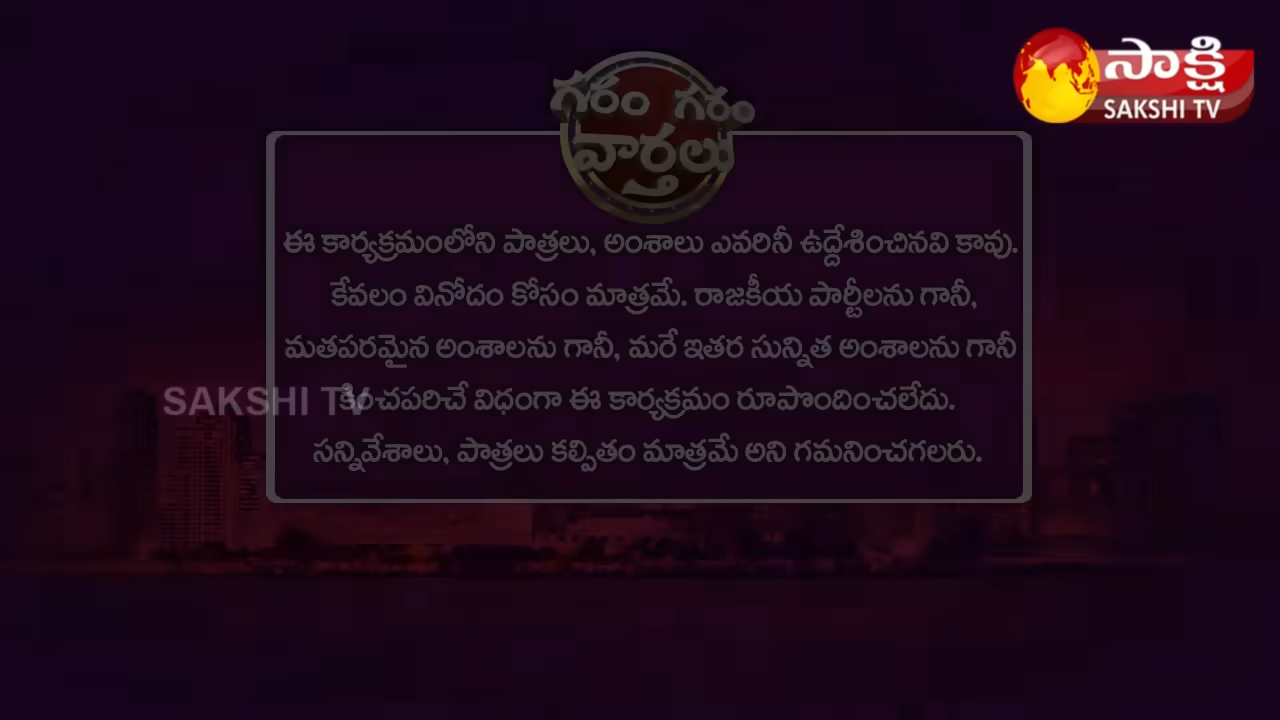 సాక్షి
SAKSHI TV
గరం గరం
వార్తలు
ఈ కార్యక్రమంలోని పాత్రలు, అంశాలు ఎవరినీ ఉద్దేశించినవి కావు.
కేవలం వినోదం కోసం మాత్రమే. రాజకీయ పార్టీలను గానీ,
మతపరమైన అంశాలను గానీ, మరే ఇతర సున్నిత అంశాలను గానీ
SAKSHI TV
కించపరిచే విధంగా ఈ కార్యక్రమం రూపొందించలేదు.
సన్నివేశాలు, పాత్రలు కల్పితం మాత్రమే అని గమనించగలరు.